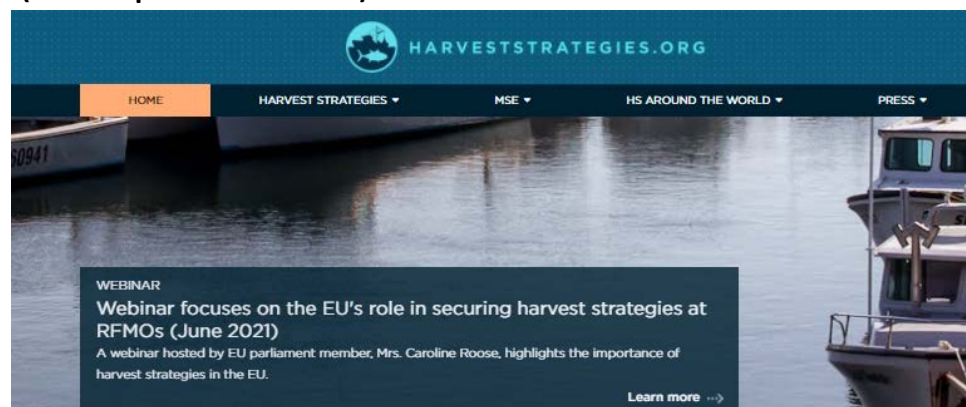 HARVESTSTRATEGIES.ORG
HOME HARVEST STRATEGIES MSE HS AROUND THE WORLD PRESS
60941
WEBINAR
Webinar focuses on the EU's role in securing harvest strategies at
RFMOs (June 2021)
A webinar hosted by EU parliament member, Mrs. Caroline Roose, highlights the importance of
harvest strategies in the EU.
Learn more